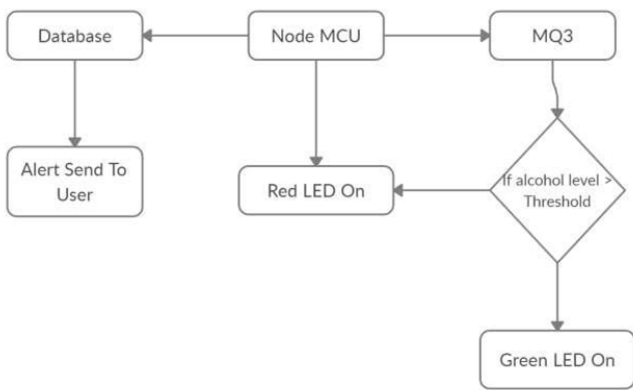 Database
Node MCU
MQ3
Alert Send To
User
Red LED On
If alcohol level >
Threshold
Green LED On